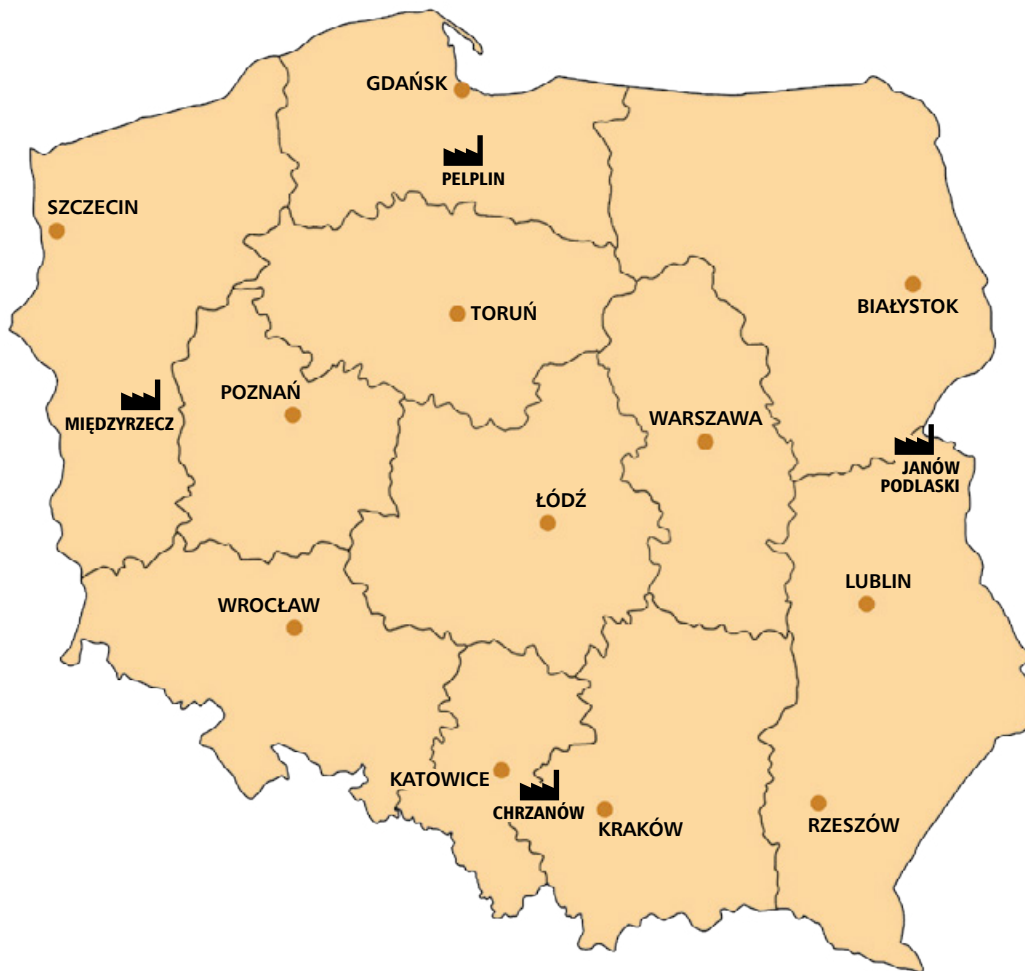 GDAŃSK
PELPLIN
SZCZECIN
BIAŁYSTOK
TORUŃ
POZNAŃ
MIĘDZYRZECZ
WARSZAWA
JANÓW
PODLASKI
ŁÓDŹ
LUBLIN
WROCŁAW
KATOWICE
CHRZANÓW
KRAKÓW
RZESZÓW